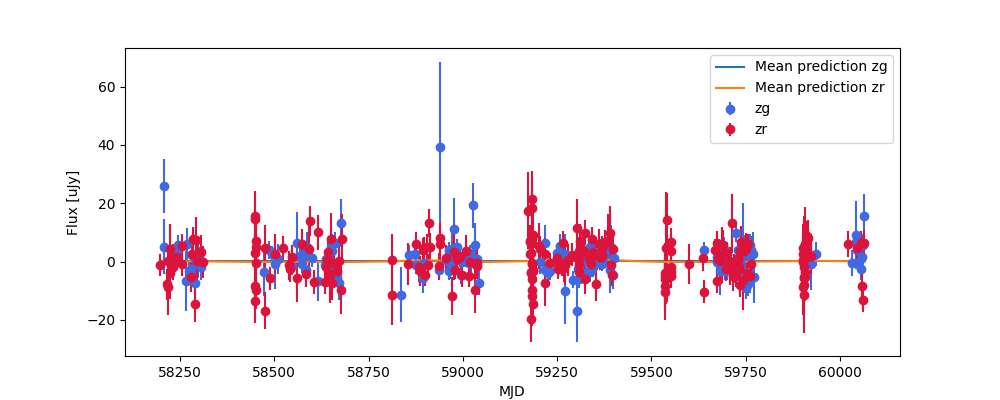 Mean prediction zg
Mean prediction zr
zg
zr
Flux [uJy]
60
40
20
0
−20
58250 58500 58750 59000 59250 59500 59750 60000
MJD